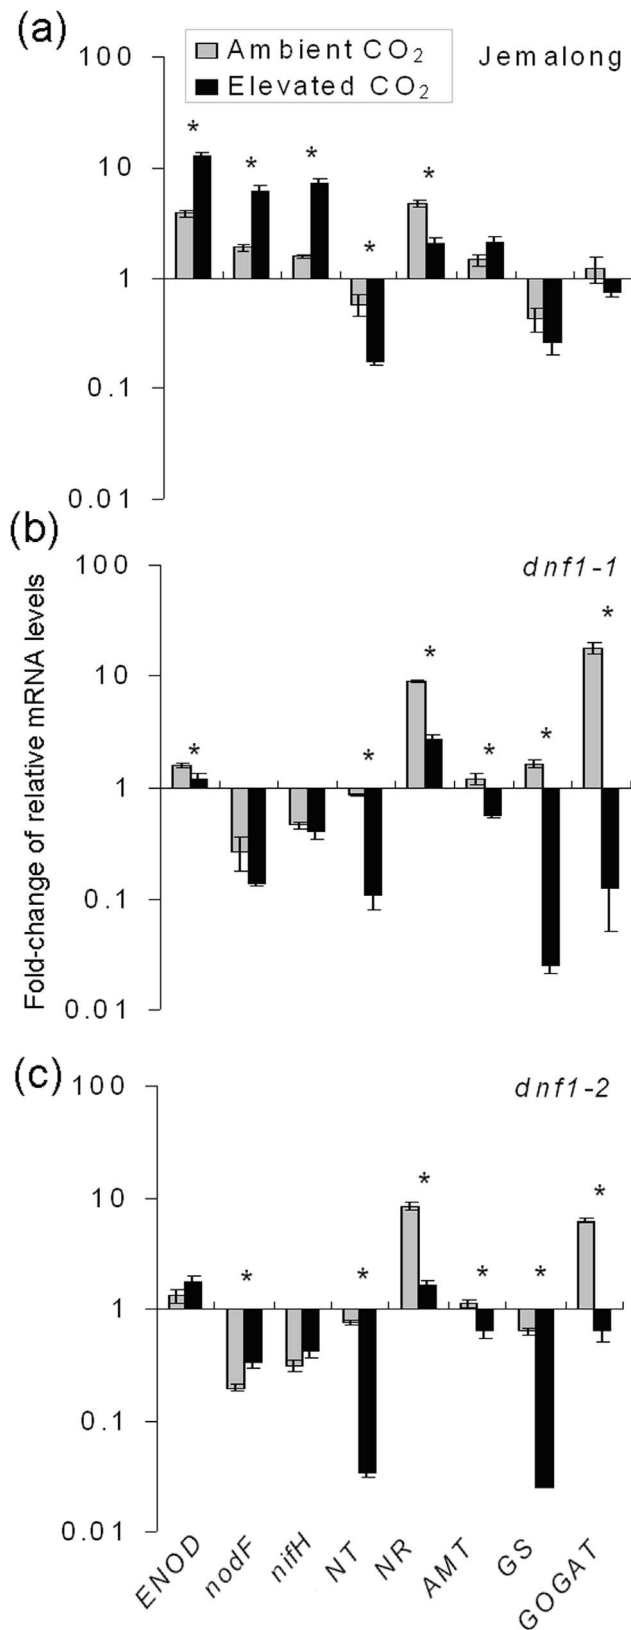 (a)
Ambient CO₂
Elevated CO₂
Jemalong
100
10
1
0.1
0.01
*
*
*
*
*
(b)
dnf1-1
100
10
1
0.1
0.01
*
*
*
*
*
*
Fold-change of relative mRNA levels
(c)
dnf1-2
100
10
1
0.1
0.01
*
*
*
*
*
*
ENOD
nodF
nifH
NT
NR
AMT
GS
GOGAT